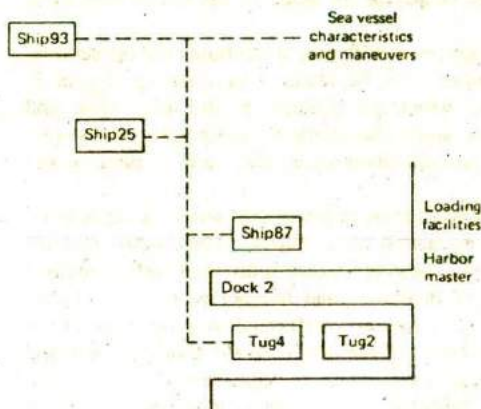 Sea vessel
characteristics
and maneuvers
Ship93
Ship25
Loading
facilities
Ship87
Harbor
master
Dock 2
Tug4
Tug2